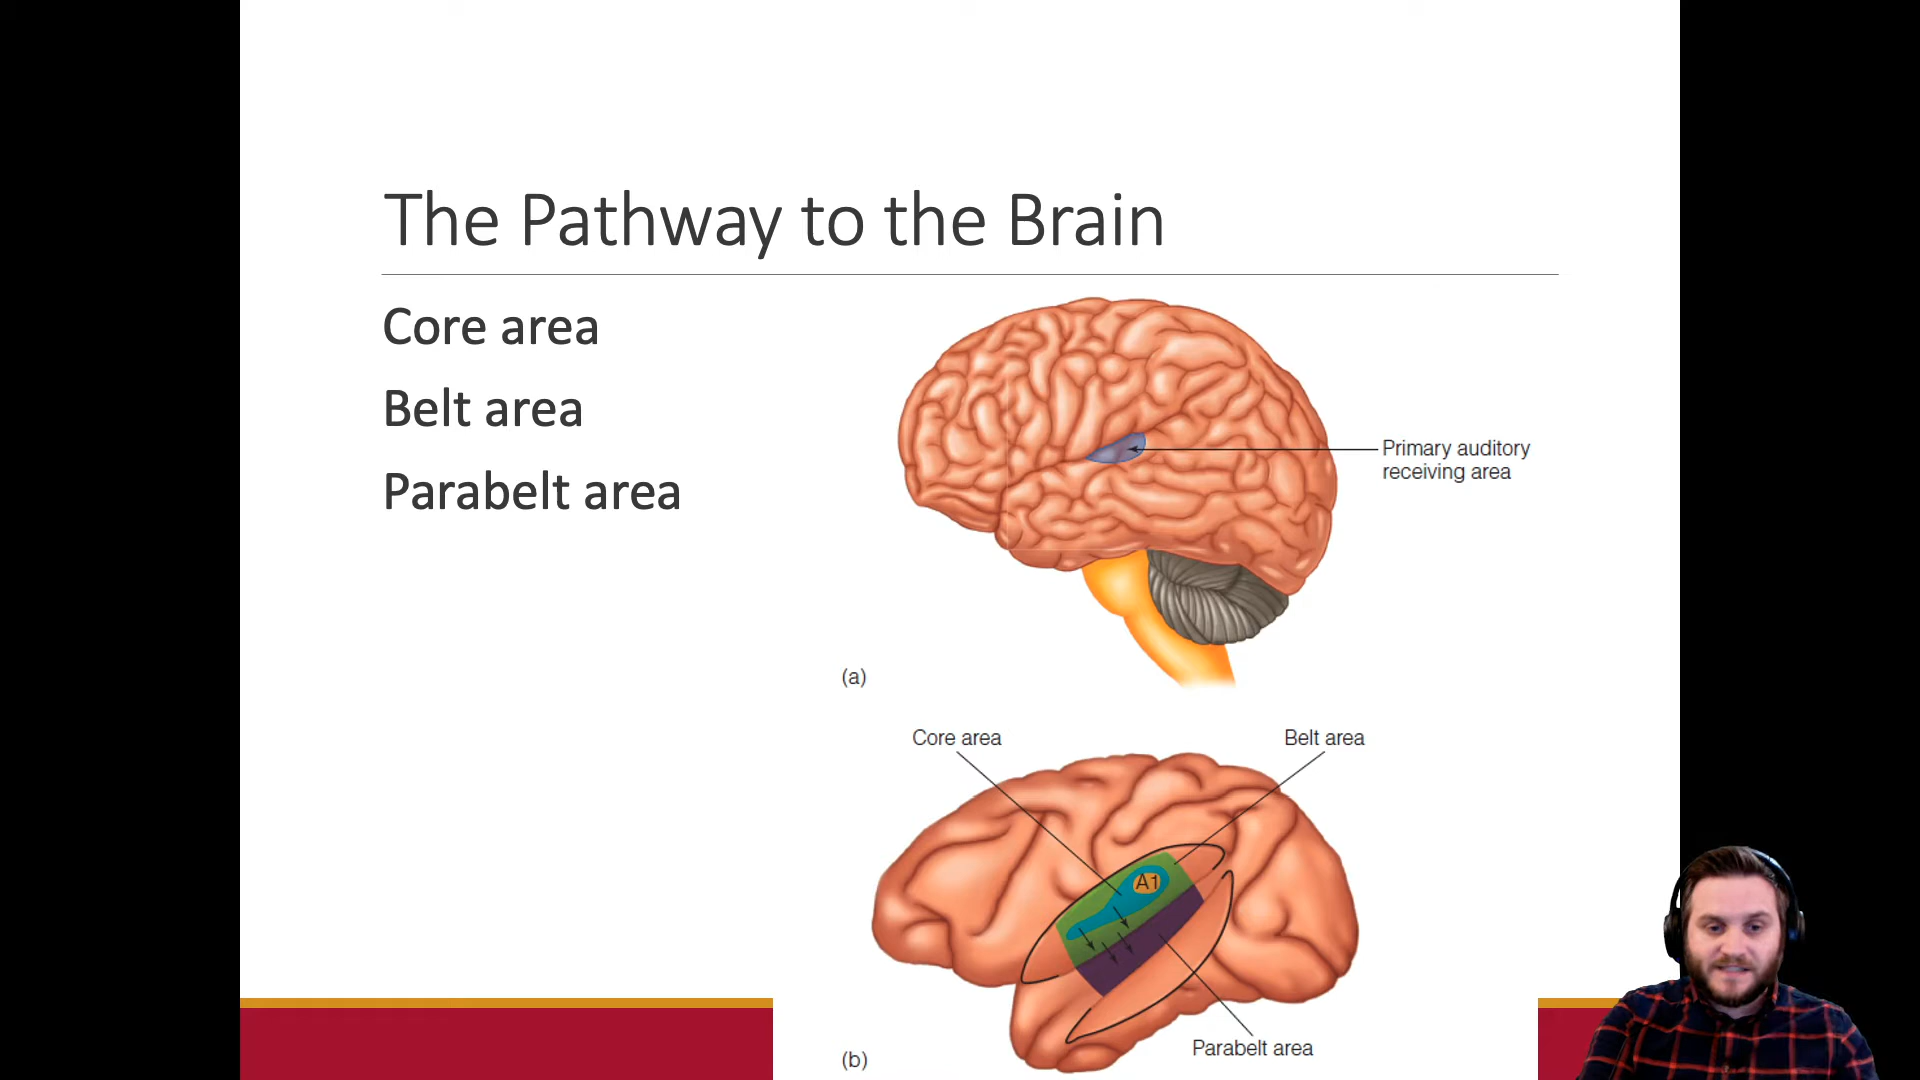 The Pathway to the Brain
Core area
Belt area
Parabelt area
Primary auditory
receiving area
(a)
Core area
Belt area
A1
Parabelt area
(b)